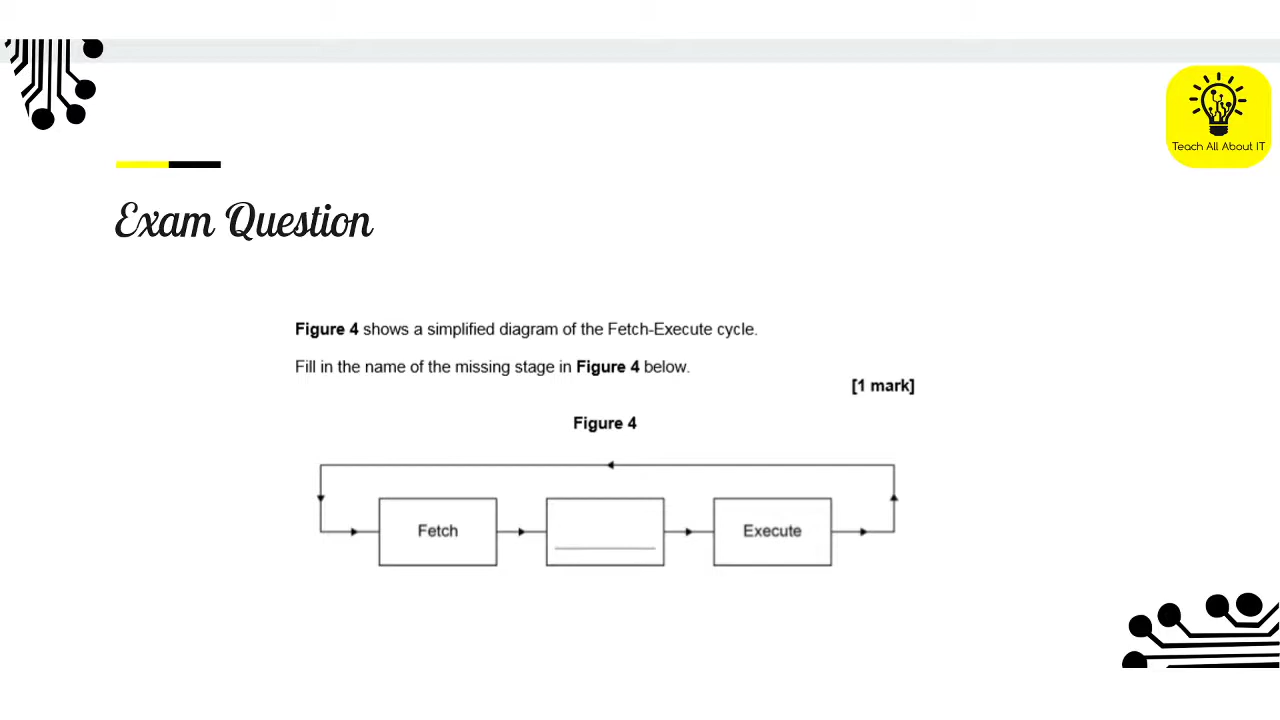 Teach All About IT
Exam Question
Figure 4 shows a simplified diagram of the Fetch-Execute cycle.
Fill in the name of the missing stage in Figure 4 below.
[1 mark]
Figure 4
Fetch
Execute